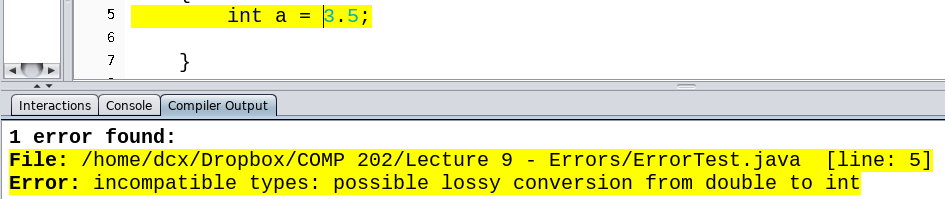 {
5 int a = 3.5;
6
7 }
Interactions Console Compiler Output
1 error found:
File: /home/dcx/Dropbox/COMP 202/Lecture 9 - Errors/ErrorTest.java [line: 5]
Error: incompatible types: possible lossy conversion from double to int